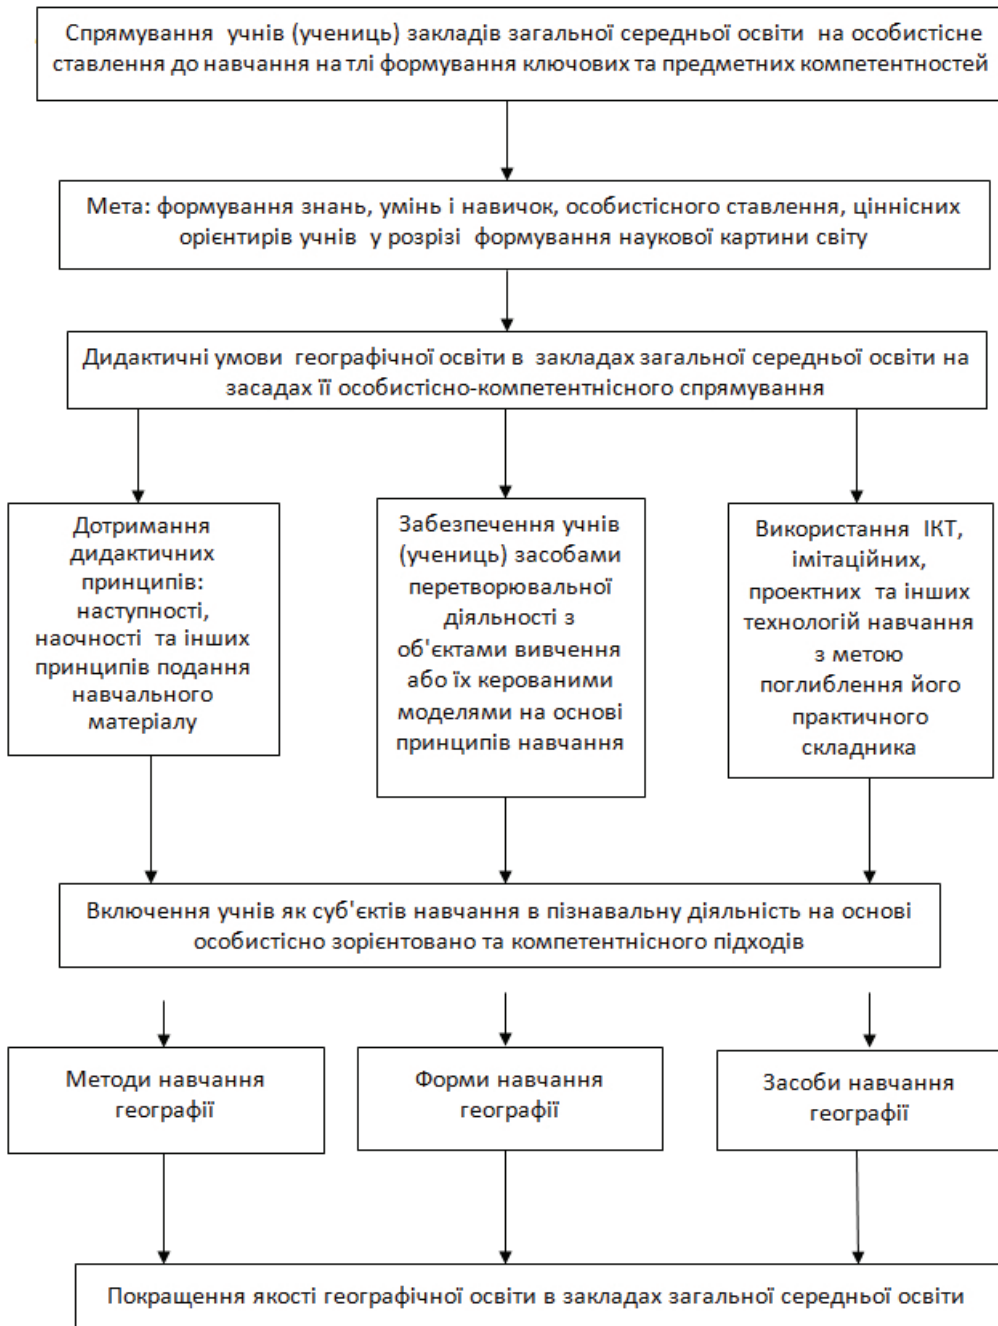 Спрямування учнів (учениць) закладів загальної середньої освіти на особистісне
ставлення до навчання на тлі формування ключових та предметних компетентностей
Мета: формування знань, умінь і навичок, особистісного ставлення, ціннісних
орієнтирів учнів у розрізі формування наукової картини світу
Дидактичні умови географічної освіти в закладах загальної середньої освіти на
засадах її особистісно-компетентнісного спрямування
Дотримання
дидактичних
принципів:
наступності,
наочності та інших
принципів подання
навчального
матеріалу
Забезпечення учнів
(учениць) засобами
перетворювальної
діяльності з
об'єктами вивчення
або їх керованими
моделями на основі
принципів навчання
Використання ІКТ,
імітаційних,
проектних та інших
технологій навчання
з метою
поглиблення його
практичного
складника
Включення учнів як суб'єктів навчання в пізнавальну діяльність на основі
особистісно зорієнтовано та компетентнісного підходів
Методи навчання
географії
Форми навчання
географії
Засоби навчання
географії
Покращення якості географічної освіти в закладах загальної середньої освіти